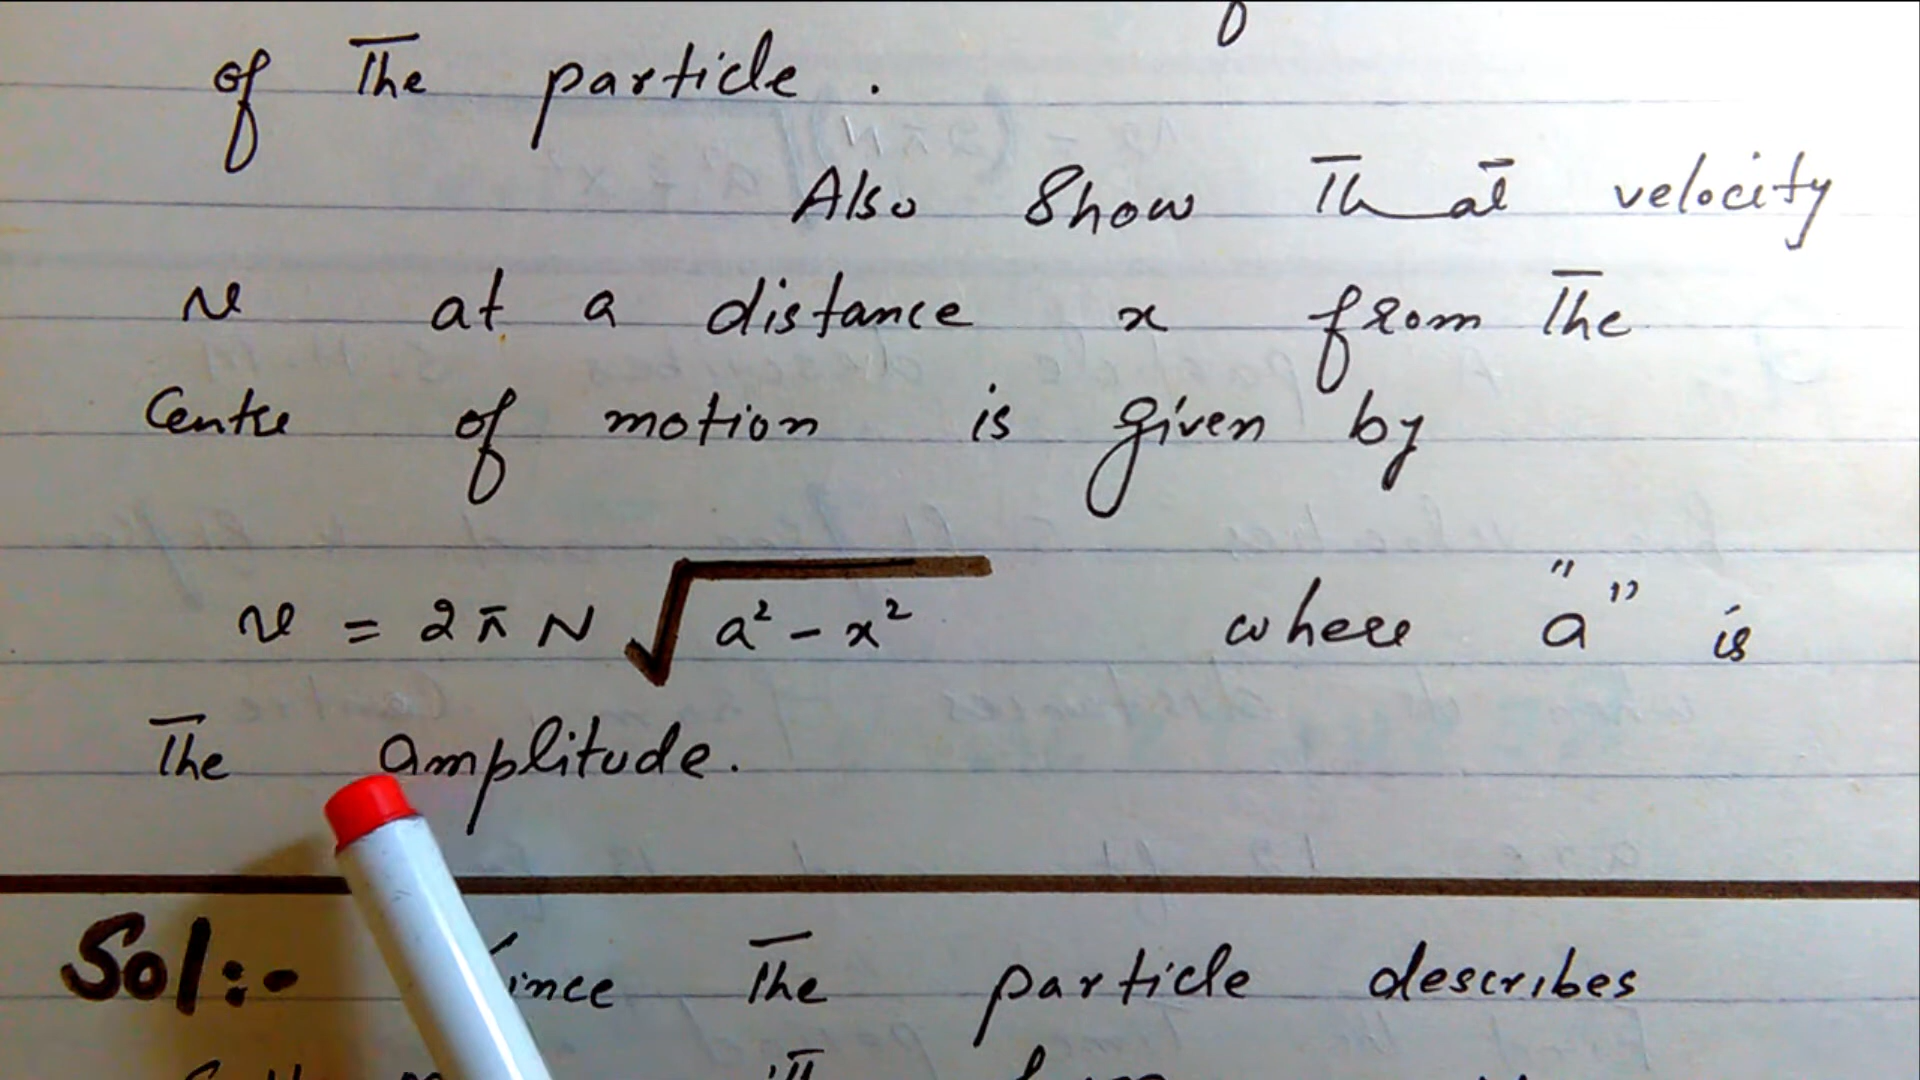 of The particle.
Also Show That velocity
v at a distance x from The
Centre of motion is given by
v = 2πN √a² - x² where "a" is
The amplitude.
Sol:- Since The particle describes